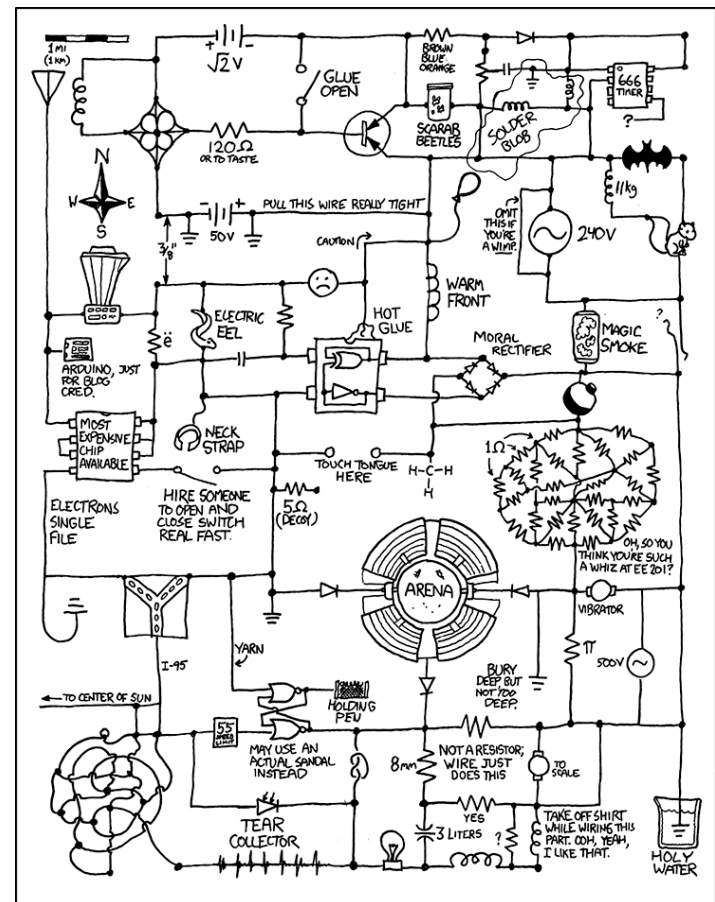 1 MI
(1 KM)
√2 V
GLUE
OPEN
BROWN
BLUE
ORANGE
666
TIMER
?
120Ω
OR TO TASTE
SCARAB
BEETLES
SOLDER
BLOB
N
W
E
S
50V
PULL THIS WIRE REALLY TIGHT
3/8"
CAUTION
OMIT
THIS IF
YOU'RE
A WIMP.
240V
11kg
ELECTRIC
EEL
ë
HOT
GLUE
WARM
FRONT
MORAL
RECTIFIER
MAGIC
SMOKE
?
ARDUINO, JUST
FOR BLOG
CRED.
MOST
EXPENSIVE
CHIP
AVAILABLE
NECK
STRAP
TOUCH TONGUE
HERE
H-C-H
H
1Ω
ELECTRONS
SINGLE
FILE
HIRE SOMEONE
TO OPEN AND
CLOSE SWITCH
REAL FAST.
5Ω
(DECOY)
OH, SO YOU
THINK YOU'RE SUCH
A WHIZ AT EE 201?
ARENA
VIBRATOR
I-95
YARN
BURY
DEEP, BUT
NOT TOO
DEEP.
π
500V
TO CENTER OF SUN
HOLDING
PEN
55
MAY USE AN
ACTUAL SANDAL
INSTEAD
8mm
NOT A RESISTOR;
WIRE JUST
DOES THIS
TO
SCALE
YES
3 LITERS
?
TAKE OFF SHIRT
WHILE WIRING THIS
PART. OOH, YEAH,
I LIKE THAT.
TEAR
COLLECTOR
HOLY
WATER